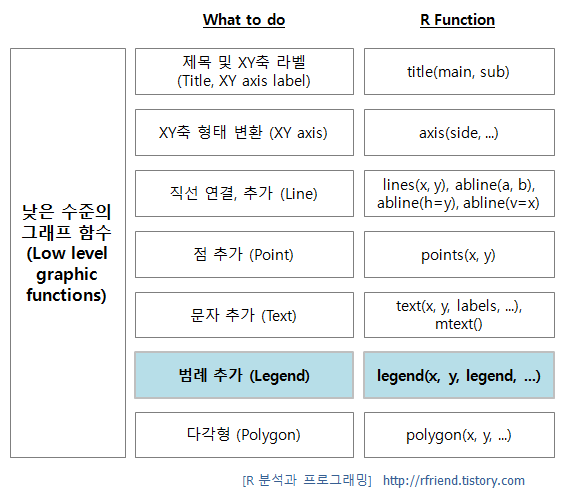 What to do
R Function
낮은 수준의
그래프 함수
(Low level
graphic
functions)
제목 및 XY축 라벨
(Title, XY axis label)
title(main, sub)
XY축 형태 변환 (XY axis)
axis(side, ...)
직선 연결, 추가 (Line)
lines(x, y), abline(a, b),
abline(h=y), abline(v=x)
점 추가 (Point)
points(x, y)
문자 추가 (Text)
text(x, y, labels, ...),
mtext()
범례 추가 (Legend)
legend(x, y, legend, ...)
다각형 (Polygon)
polygon(x, y, ...)
[R 분석과 프로그래밍] http://rfriend.tistory.com